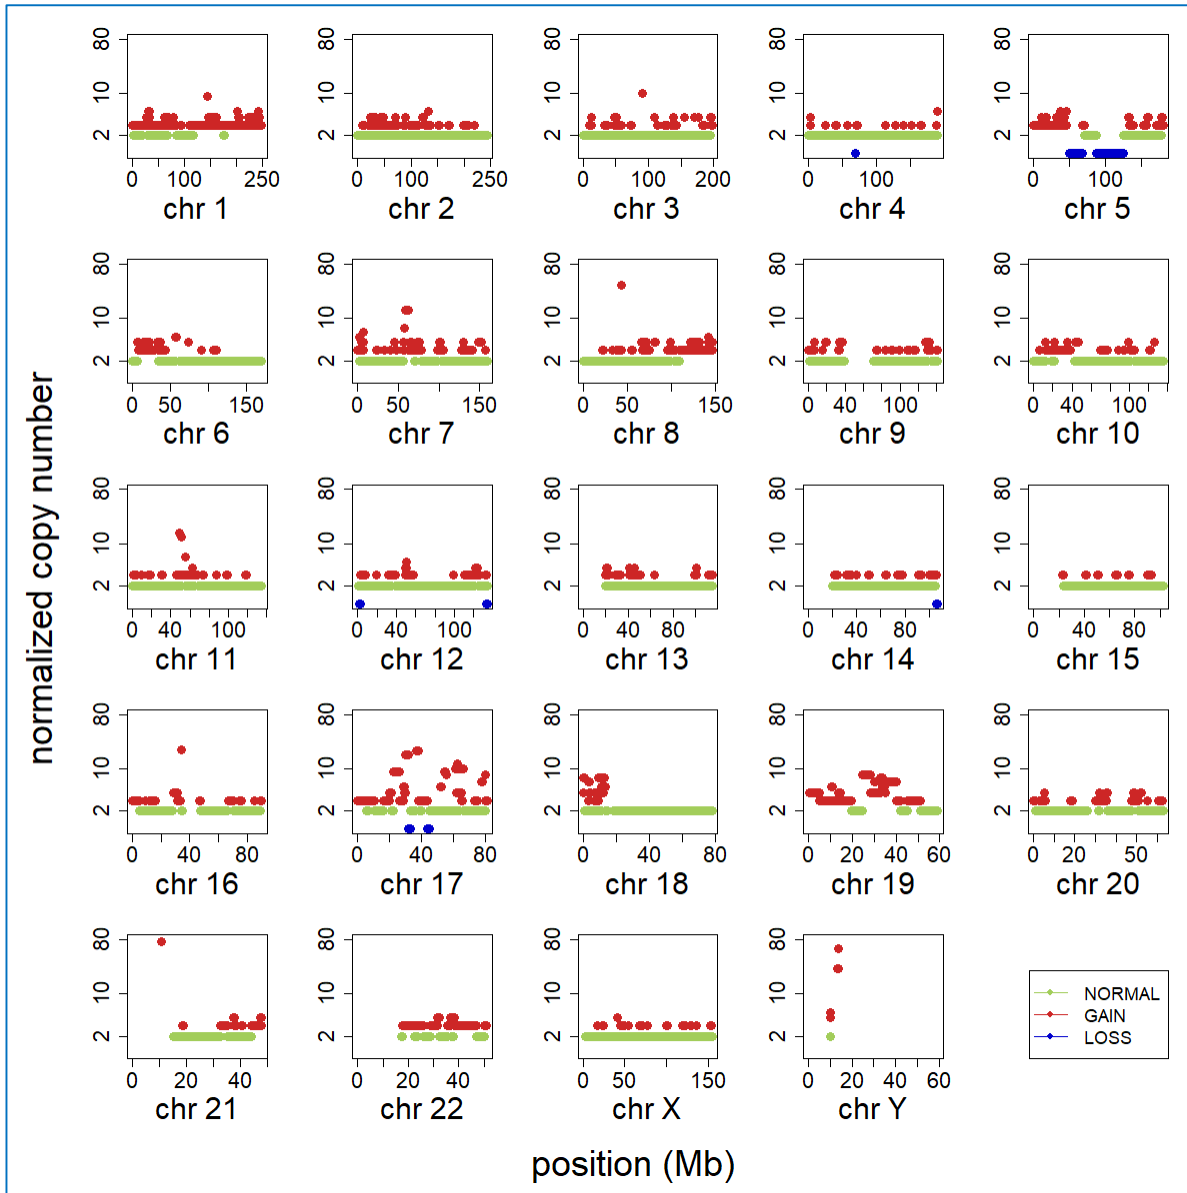 normalized copy number
80
10
2
0 100 250
chr 1
80
10
2
0 100 250
chr 2
80
10
2
0 100 200
chr 3
80
10
2
0 100
chr 4
80
10
2
0 100
chr 5
80
10
2
0 50 150
chr 6
80
10
2
0 50 150
chr 7
80
10
2
0 50 150
chr 8
80
10
2
0 40 100
chr 9
80
10
2
0 40 100
chr 10
80
10
2
0 40 100
chr 11
80
10
2
0 40 100
chr 12
80
10
2
0 40 80
chr 13
80
10
2
0 40 80
chr 14
80
10
2
0 40 80
chr 15
80
10
2
0 40 80
chr 16
80
10
2
0 40 80
chr 17
80
10
2
0 40 80
chr 18
80
10
2
0 20 40 60
chr 19
80
10
2
0 20 50
chr 20
80
10
2
0 20 40
chr 21
80
10
2
0 20 40
chr 22
80
10
2
0 50 150
chr X
80
10
2
0 20 40 60
chr Y
NORMAL
GAIN
LOSS
position (Mb)